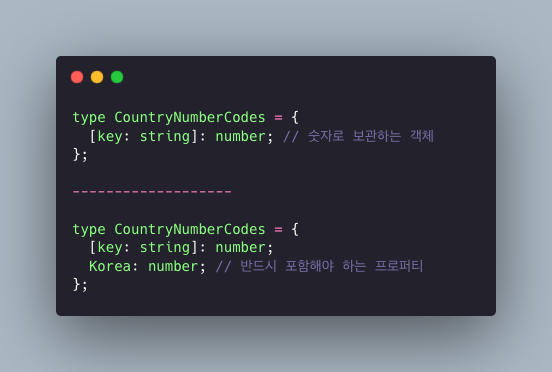 type CountryNumberCodes = {
  [key: string]: number; // 숫자로 보관하는 객체
};
-------------------
type CountryNumberCodes = {
  [key: string]: number;
  Korea: number; // 반드시 포함해야 하는 프로퍼티
};